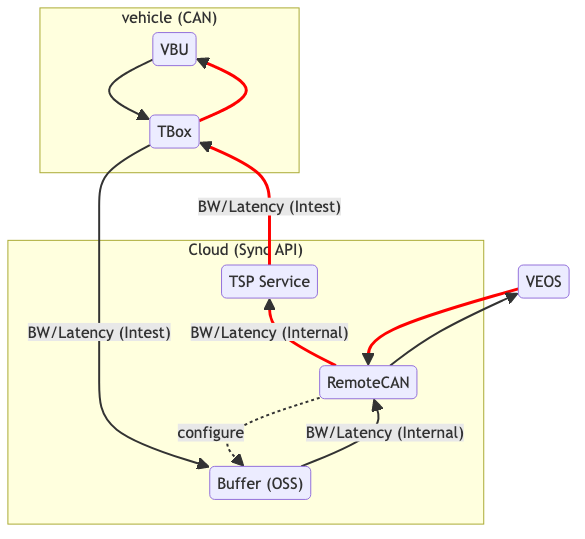 vehicle (CAN)
VBU
TBox
BW/Latency (Intest)
Cloud (Sync API)
TSP Service
VEOS
BW/Latency (Intest)
BW/Latency (Internal)
RemoteCAN
configure
BW/Latency (Internal)
Buffer (OSS)